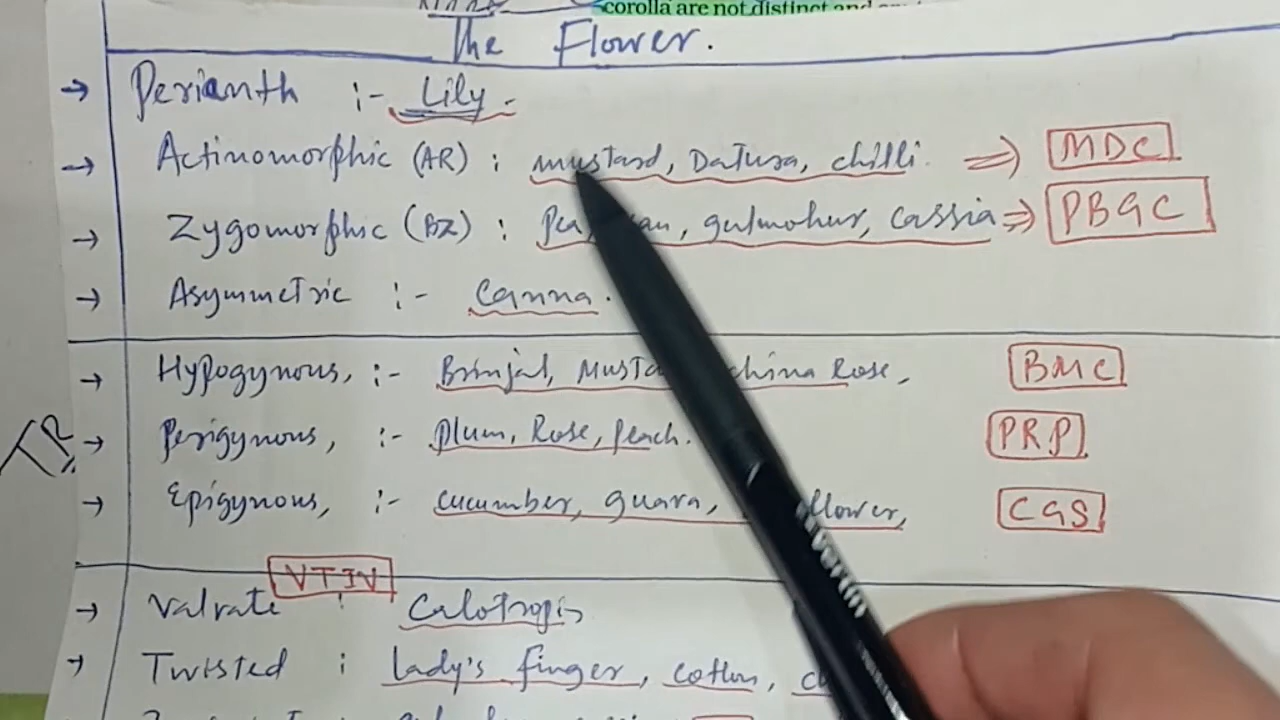 corolla are not distinct and
The Flower.
→ Perianth :- Lily.
→ Actinomorphic (AR) : mustard, Datura, chilli. ⇒ MDC
→ Zygomorphic (BZ) : Pea, gulmohur, cassia ⇒ PBGC
→ Asymmetric :- Canna.
→ Hypogynous, :- Brinjal, china Rose, BMC
→ Perigynous, :- Plum, Rose, Peach. PRP
→ Epigynous, :- cucumber, guava, CGS
VTIV
→ Valvate : Calotropis,
→ Twisted : lady's finger, cotton,